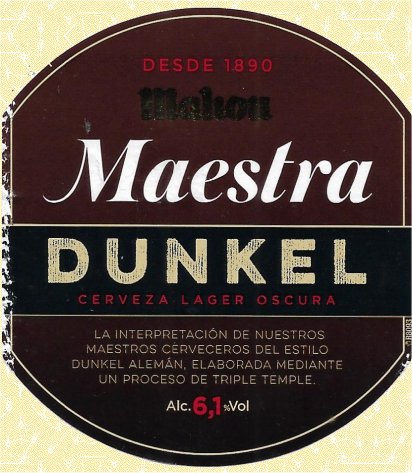 DESDE 1890
Mahou
Maestra
DUNKEL
CERVEZA LAGER OSCURA
LA INTERPRETACIÓN DE NUESTROS
MAESTROS CERVECEROS DEL ESTILO
DUNKEL ALEMÁN, ELABORADA MEDIANTE
UN PROCESO DE TRIPLE TEMPLE.
Alc. 6,1 %Vol